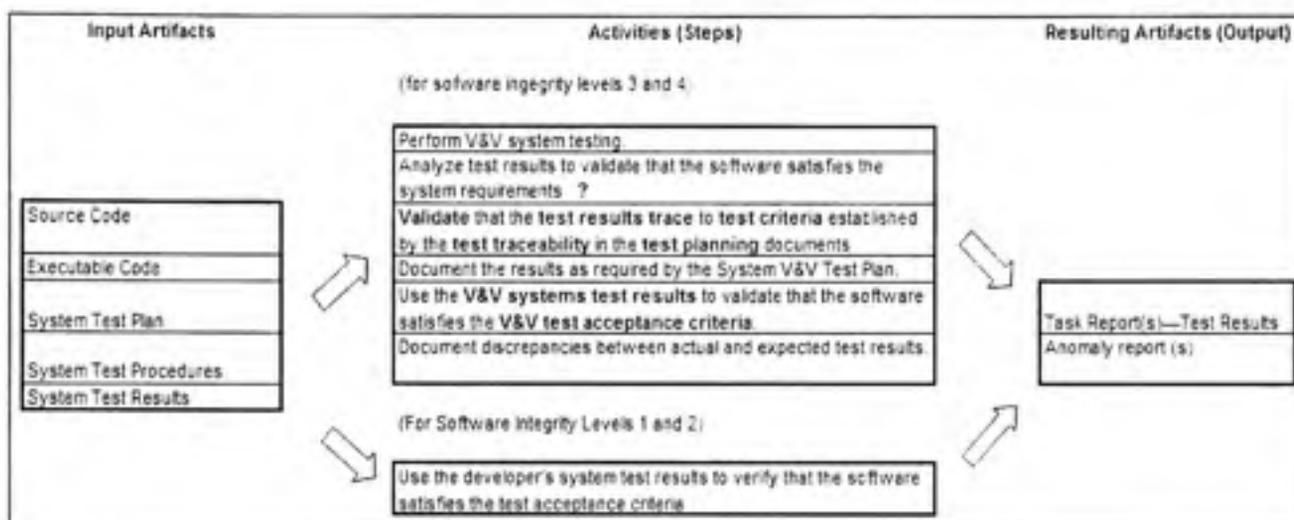 Input Artifacts
Activities (Steps)
Resulting Artifacts (Output)
(for sofware ingegrity levels 3 and 4)
Source Code
Executable Code
System Test Plan
System Test Procedures
System Test Results
Perform V&V system testing.
Analyze test results to validate that the software satisfies the
system requirements ?
Validate that the test results trace to test criteria established
by the test traceability in the test planning documents
Document the results as required by the System V&V Test Plan.
Use the V&V systems test results to validate that the software
satisfies the V&V test acceptance criteria.
Document discrepancies between actual and expected test results.
(For Software Integrity Levels 1 and 2)
Use the developer's system test results to verify that the software
satisfies the test acceptance criteria
Task Report(s)—Test Results
Anomaly report (s)